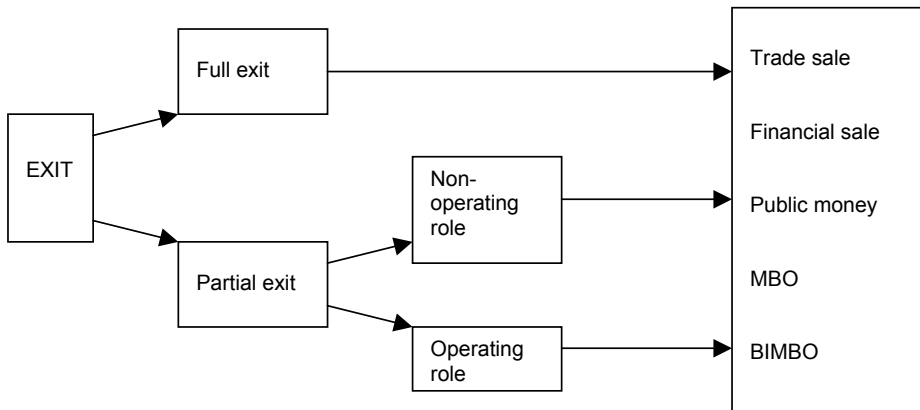 EXIT
Full exit
Partial exit
Non-
operating
role
Operating
role
Trade sale
Financial sale
Public money
MBO
BIMBO